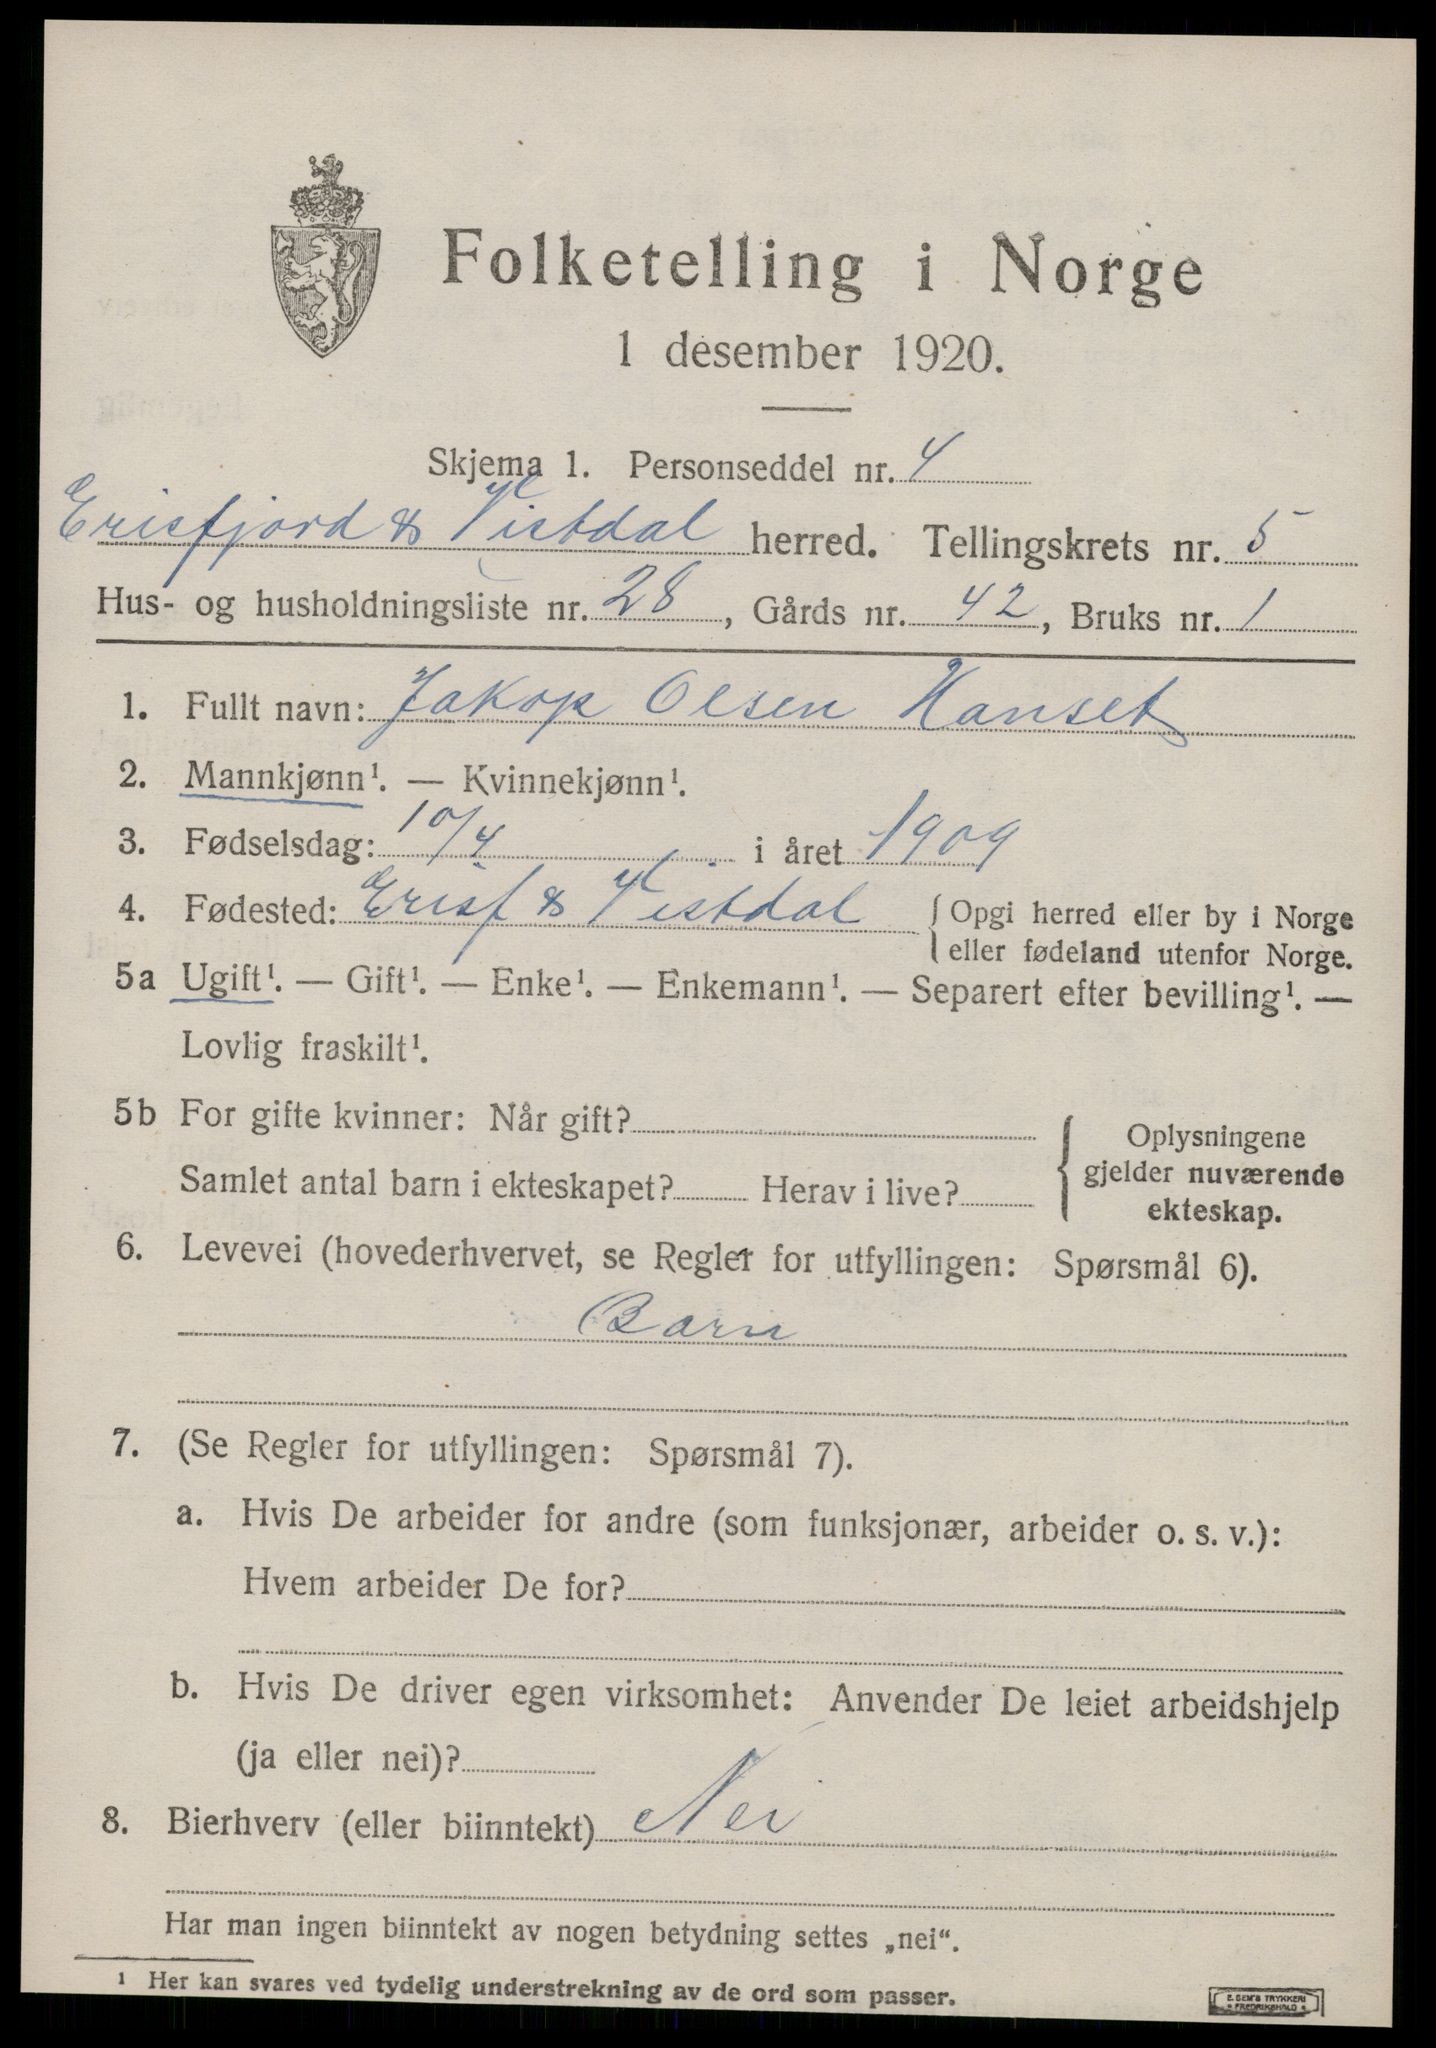 Folketelling i Norge
1 desember 1920.
Skjema 1. Personseddel nr. 4
Erisfjord & Vistdal herred. Tellingskrets nr. 5
Hus- og husholdningsliste nr. 28, Gårds nr. 42, Bruks nr. 1
1. Fullt navn: Jakop Olsen Hanset
2. Mannkjønn¹. — Kvinnekjønn¹.
3. Fødselsdag: 10/4 i året 1909
4. Fødested: Erisf & Vistdal { Opgi herred eller by i Norge
eller fødeland utenfor Norge.
5a Ugift¹. — Gift¹. — Enke¹. — Enkemann¹. — Separert efter bevilling¹. —
Lovlig fraskilt¹.
5b For gifte kvinner: Når gift?
Samlet antal barn i ekteskapet? Herav i live?
{ Oplysningene
gjelder nuværende
ekteskap.
6. Levevei (hovederhvervet, se Regler for utfyllingen: Spørsmål 6).
Barn
7. (Se Regler for utfyllingen: Spørsmål 7).
a. Hvis De arbeider for andre (som funksjonær, arbeider o. s. v.):
Hvem arbeider De for?
b. Hvis De driver egen virksomhet: Anvender De leiet arbeidshjelp
(ja eller nei)?
8. Bierhverv (eller biinntekt) Nei
Har man ingen biinntekt av nogen betydning settes „nei“.
¹ Her kan svares ved tydelig understrekning av de ord som passer.
E. SEM'S TRYKKERI
FREDRIKSHALD